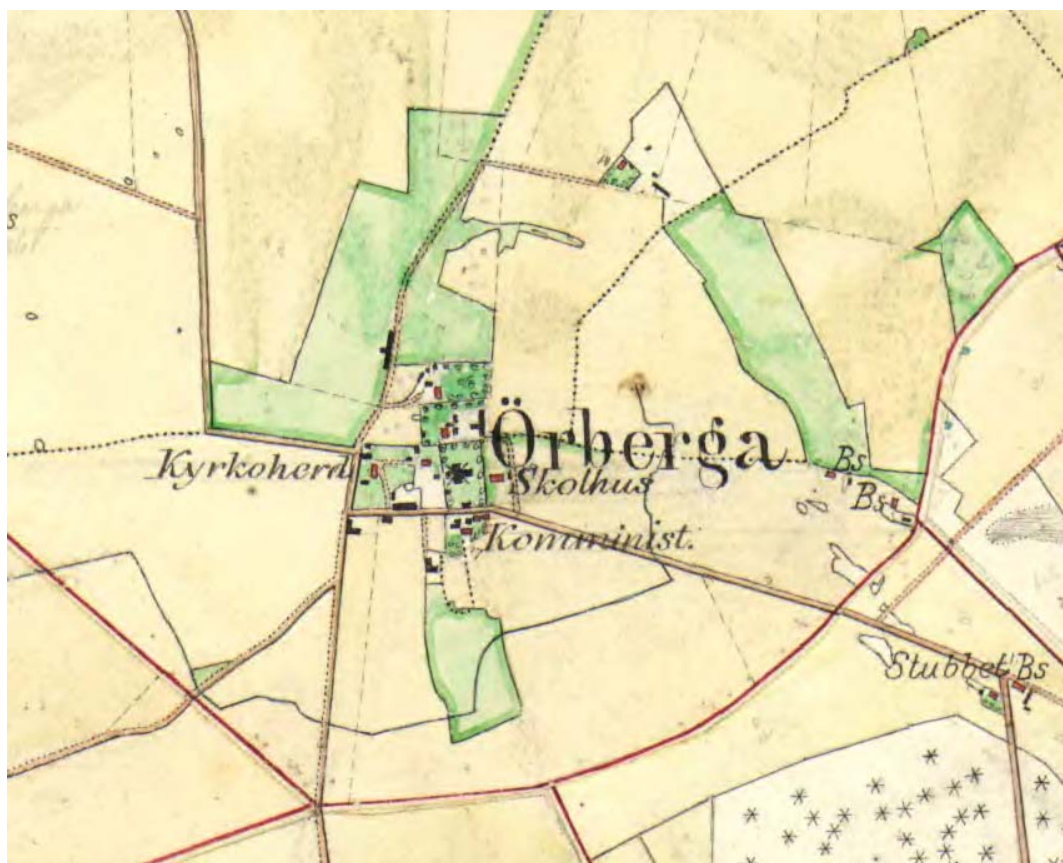 Örberga
Kyrkoherd.
Skolhus
Bs
Bs
Komminist.
Stubbet Bs